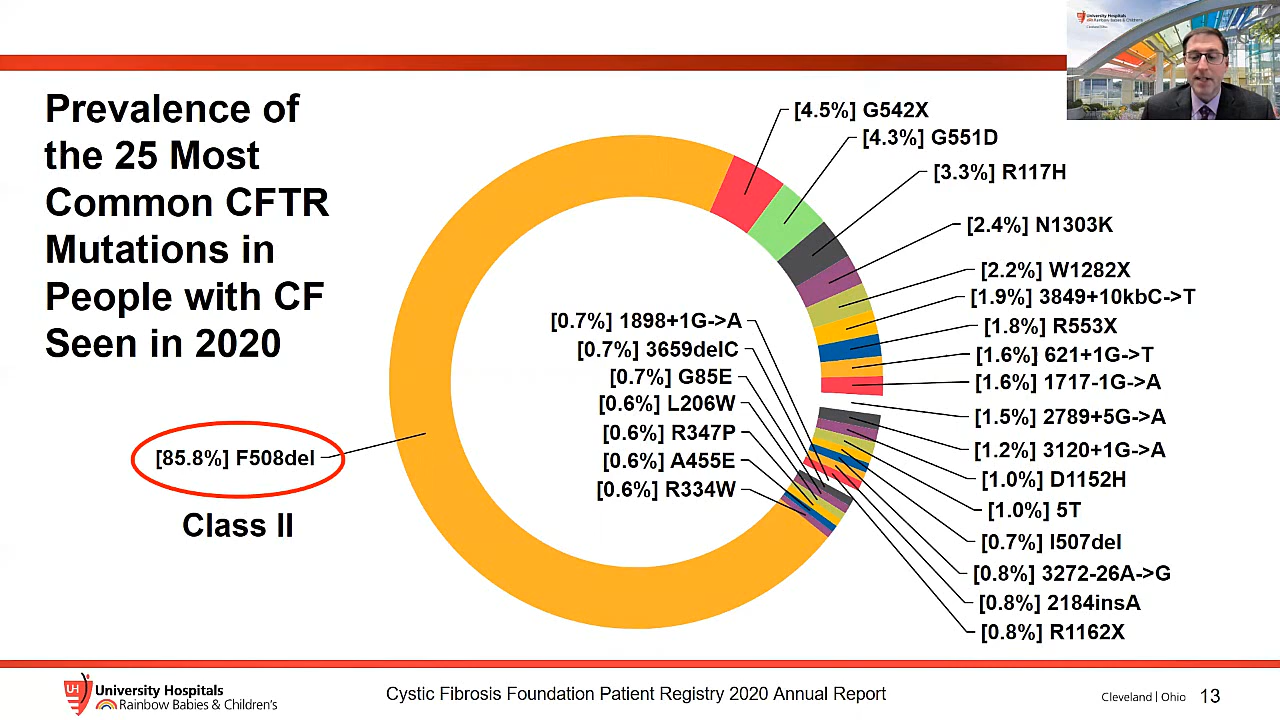 Prevalence of
the 25 Most
Common CFTR
Mutations in
People with CF
Seen in 2020
[85.8%] F508del
Class II
[4.5%] G542X
[4.3%] G551D
[3.3%] R117H
[2.4%] N1303K
[2.2%] W1282X
[1.9%] 3849+10kbC->T
[1.8%] R553X
[1.6%] 621+1G->T
[1.6%] 1717-1G->A
[1.5%] 2789+5G->A
[1.2%] 3120+1G->A
[1.0%] D1152H
[1.0%] 5T
[0.7%] I507del
[0.8%] 3272-26A->G
[0.8%] 2184insA
[0.8%] R1162X
[0.7%] 1898+1G->A
[0.7%] 3659delC
[0.7%] G85E
[0.6%] L206W
[0.6%] R347P
[0.6%] A455E
[0.6%] R334W
University Hospitals
Rainbow Babies & Children's
UH
University Hospitals
Rainbow Babies & Children's
Cystic Fibrosis Foundation Patient Registry 2020 Annual Report
Cleveland | Ohio 13